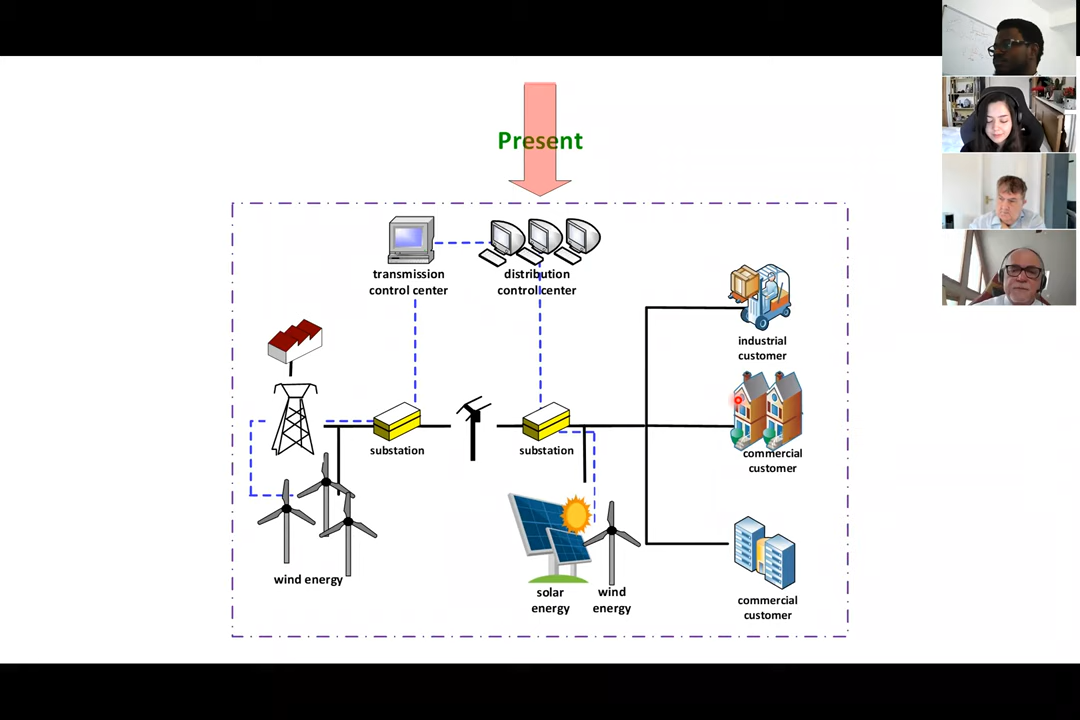 Present
transmission
control center
distribution
control center
industrial
customer
substation
substation
commercial
customer
wind energy
solar
energy
wind
energy
commercial
customer